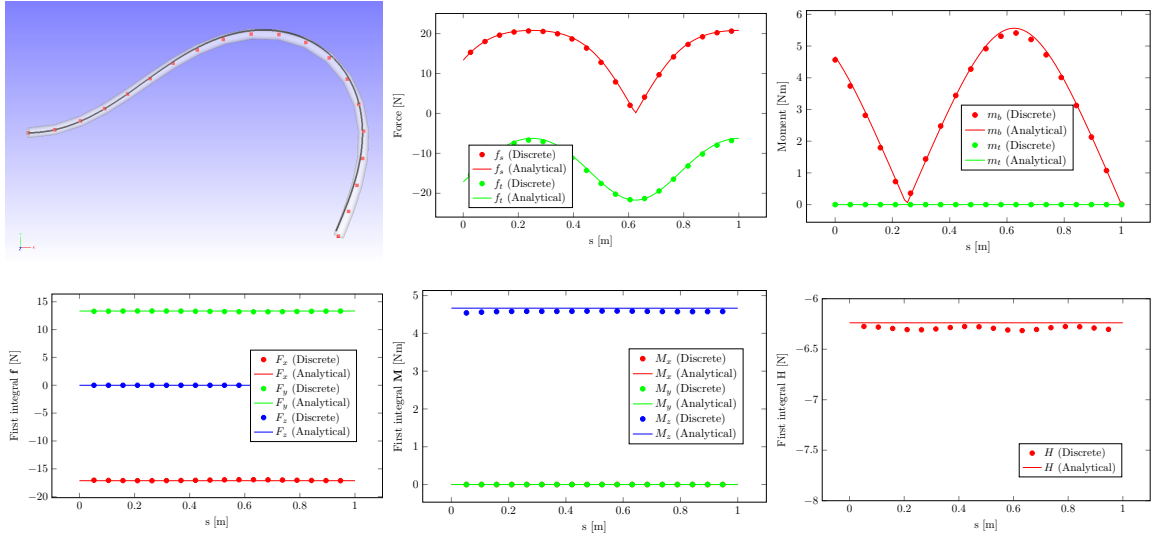 20
10
0
−10
−20
Force [N]
f_s (Discrete)
f_s (Analytical)
f_t (Discrete)
f_t (Analytical)
0 0.2 0.4 0.6 0.8 1
s [m]
6
4
2
0
Moment [Nm]
m_b (Discrete)
m_b (Analytical)
m_t (Discrete)
m_t (Analytical)
0 0.2 0.4 0.6 0.8 1
s [m]
15
10
5
0
−5
−10
−15
−20
First integral f [N]
F_x (Discrete)
F_x (Analytical)
F_y (Discrete)
F_y (Analytical)
F_z (Discrete)
F_z (Analytical)
0 0.2 0.4 0.6 0.8 1
s [m]
5
4
3
2
1
0
First integral M [Nm]
M_x (Discrete)
M_x (Analytical)
M_y (Discrete)
M_y (Analytical)
M_z (Discrete)
M_z (Analytical)
0 0.2 0.4 0.6 0.8 1
s [m]
−6
−6.5
−7
−7.5
−8
First integral H [N]
H (Discrete)
H (Analytical)
0 0.2 0.4 0.6 0.8 1
s [m]